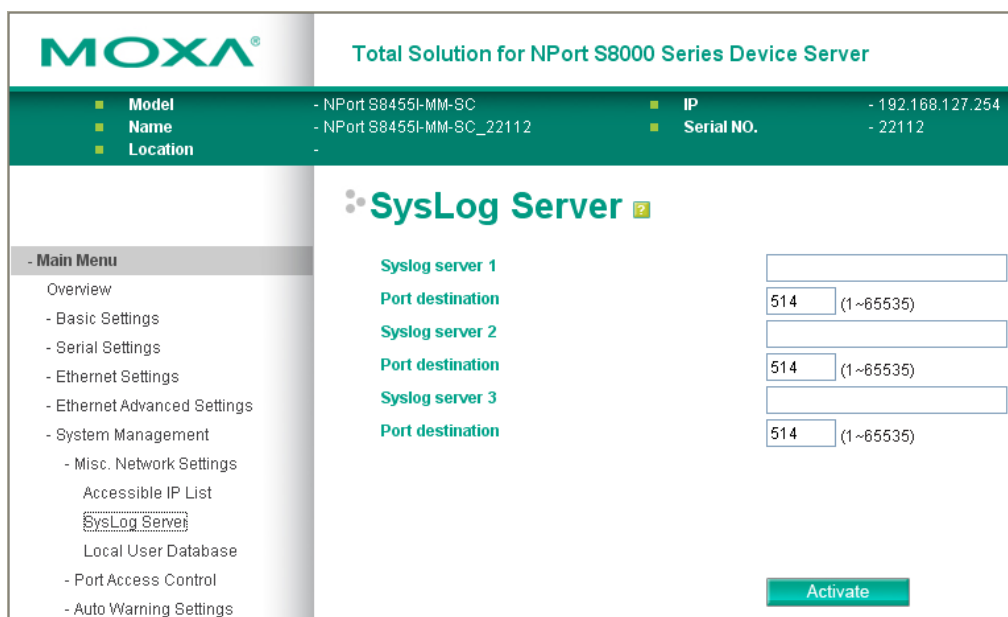 MOXA®
Total Solution for NPort S8000 Series Device Server
Model - NPort S8455I-MM-SC IP - 192.168.127.254
Name - NPort S8455I-MM-SC_22112 Serial NO. - 22112
Location -
SysLog Server ?
- Main Menu
Overview
- Basic Settings
- Serial Settings
- Ethernet Settings
- Ethernet Advanced Settings
- System Management
- Misc. Network Settings
Accessible IP List
SysLog Server
Local User Database
- Port Access Control
- Auto Warning Settings
Syslog server 1
Port destination 514 (1~65535)
Syslog server 2
Port destination 514 (1~65535)
Syslog server 3
Port destination 514 (1~65535)
Activate